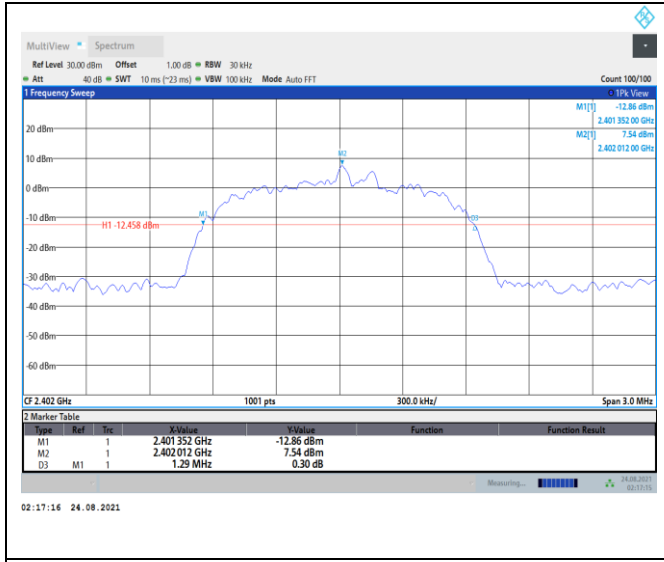 MultiView Spectrum
Ref Level 30.00 dBm Offset 1.00 dB RBW 30 kHz
Att 40 dB SWT 10 ms (~23 ms) VBW 100 kHz Mode Auto FFT Count 100/100
1 Frequency Sweep 1Pk View
M1[1] -12.86 dBm
2.401 352 00 GHz
M2[1] 7.54 dBm
2.402 012 00 GHz
20 dBm
10 dBm
M2
0 dBm
-10 dBm
M1
D3
H1 -12.458 dBm
-20 dBm
-30 dBm
-40 dBm
-50 dBm
-60 dBm
CF 2.402 GHz 1001 pts 300.0 kHz/ Span 3.0 MHz
2 Marker Table
Type Ref Trc X-Value Y-Value Function Function Result
M1 1 2.401 352 GHz -12.86 dBm
M2 1 2.402 012 GHz 7.54 dBm
D3 M1 1 1.29 MHz 0.30 dB
Measuring... 24.08.2021
02:17:15
02:17:16 24.08.2021